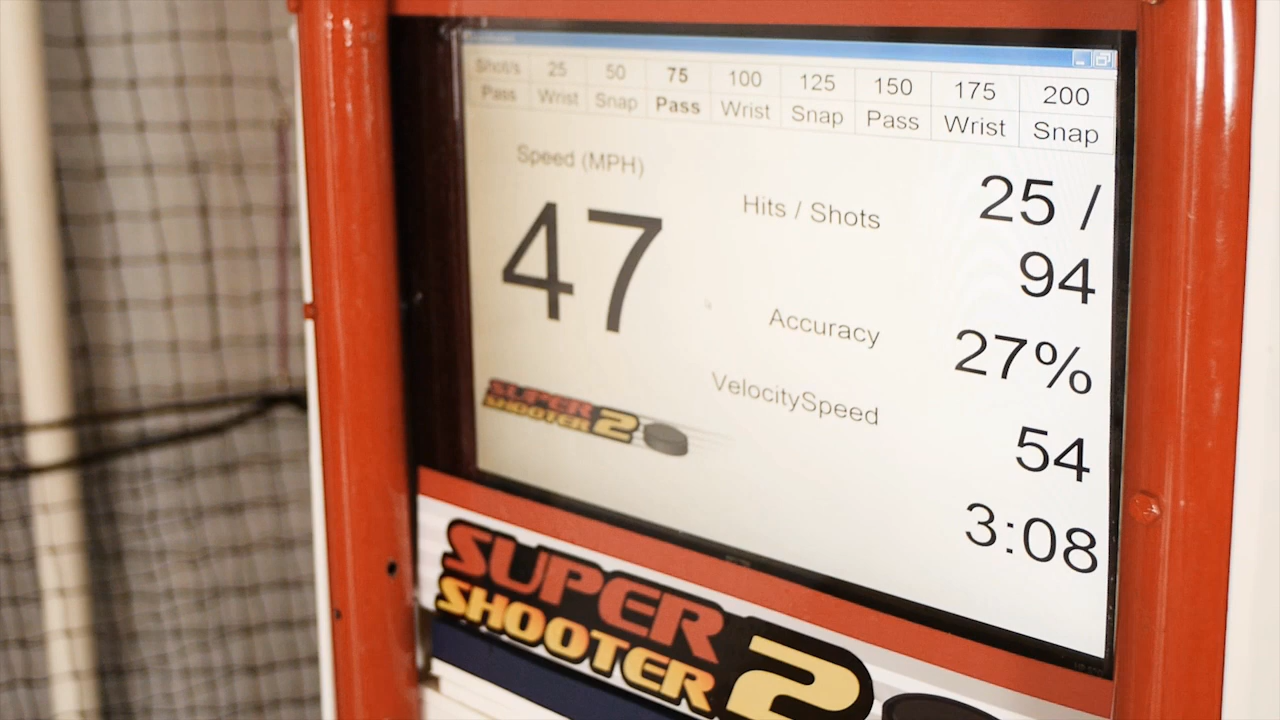 Shot/s 25 50 75 100 125 150 175 200
Pass Wrist Snap Pass Wrist Snap Pass Wrist Snap
Speed (MPH)
47
Hits / Shots
25 /
94
Accuracy
27%
VelocitySpeed
54
3:08
SUPER
SHOOTER 2
SUPER
SHOOTER 2